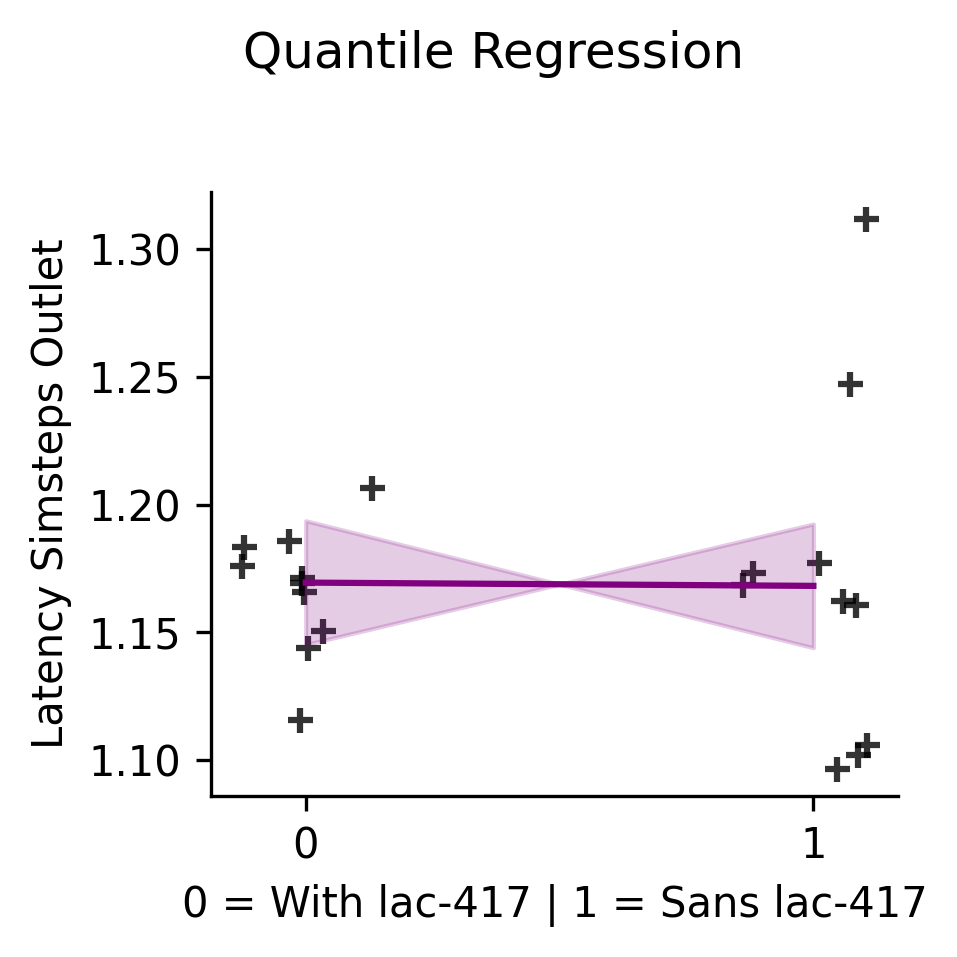 Quantile Regression
Latency Simsteps Outlet
1.30
1.25
1.20
1.15
1.10
0 1
0 = With lac-417 | 1 = Sans lac-417